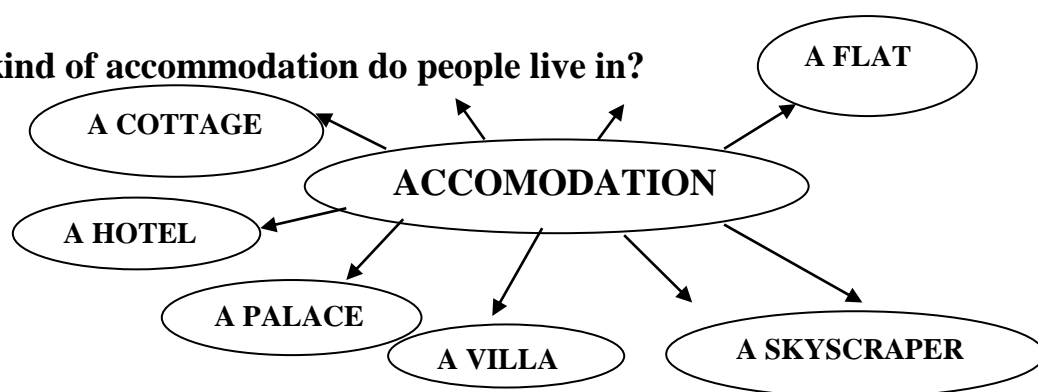 kind of accommodation do people live in?
A FLAT
A COTTAGE
ACCOMODATION
A HOTEL
A PALACE
A VILLA
A SKYSCRAPER